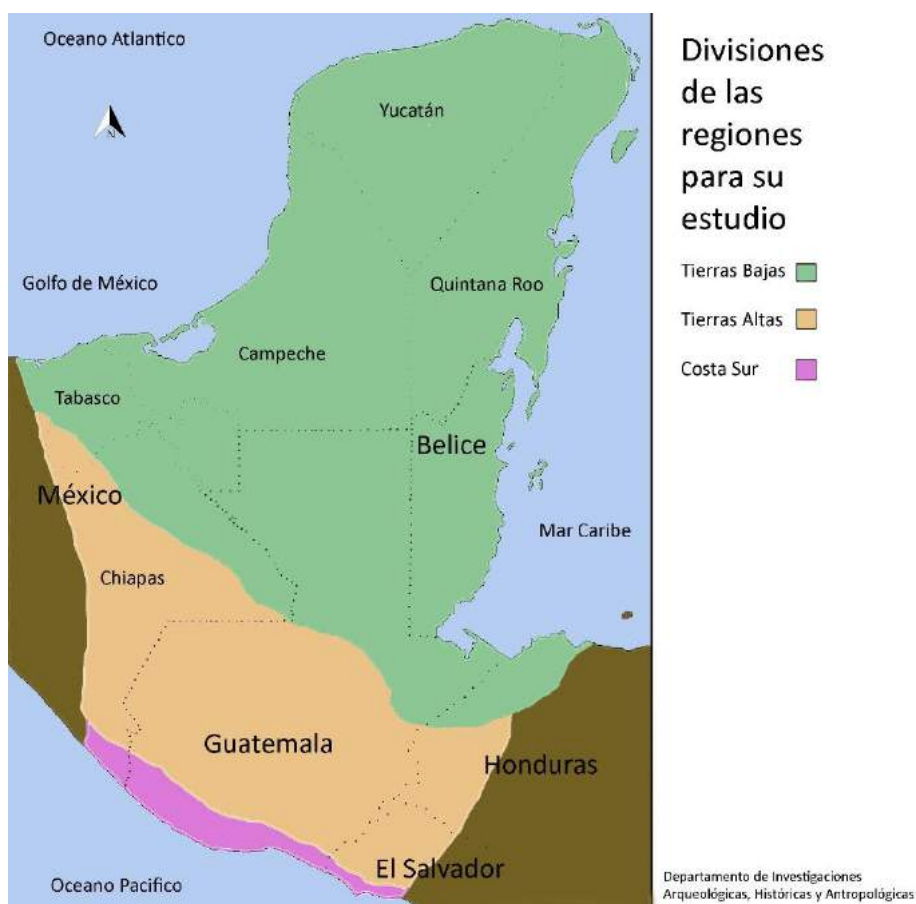 Oceano Atlantico
Yucatán
N
Golfo de México
Quintana Roo
Campeche
Tabasco
Belice
México
Mar Caribe
Chiapas
Guatemala
Honduras
El Salvador
Oceano Pacifico
Divisiones
de las
regiones
para su
estudio
Tierras Bajas
Tierras Altas
Costa Sur
Departamento de Investigaciones
Arqueológicas, Históricas y Antropológicas